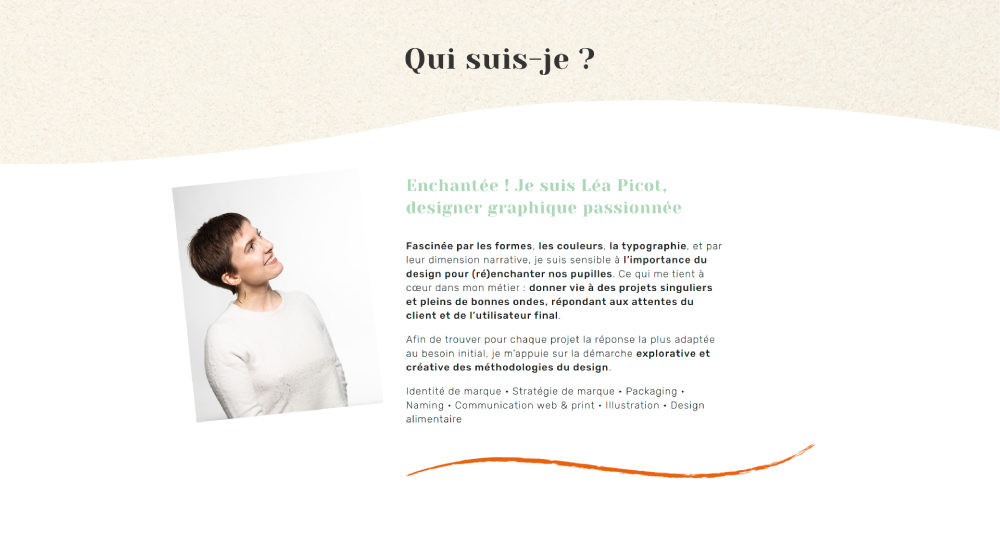 Qui suis-je ?
Enchantée ! Je suis Léa Picot,
designer graphique passionnée
Fascinée par les formes, les couleurs, la typographie, et par
leur dimension narrative, je suis sensible à l'importance du
design pour (ré)enchanter nos pupilles. Ce qui me tient à
cœur dans mon métier : donner vie à des projets singuliers
et pleins de bonnes ondes, répondant aux attentes du
client et de l'utilisateur final.
Afin de trouver pour chaque projet la réponse la plus adaptée
au besoin initial, je m'appuie sur la démarche explorative et
créative des méthodologies du design.
Identité de marque • Stratégie de marque • Packaging •
Naming • Communication web & print • Illustration • Design
alimentaire